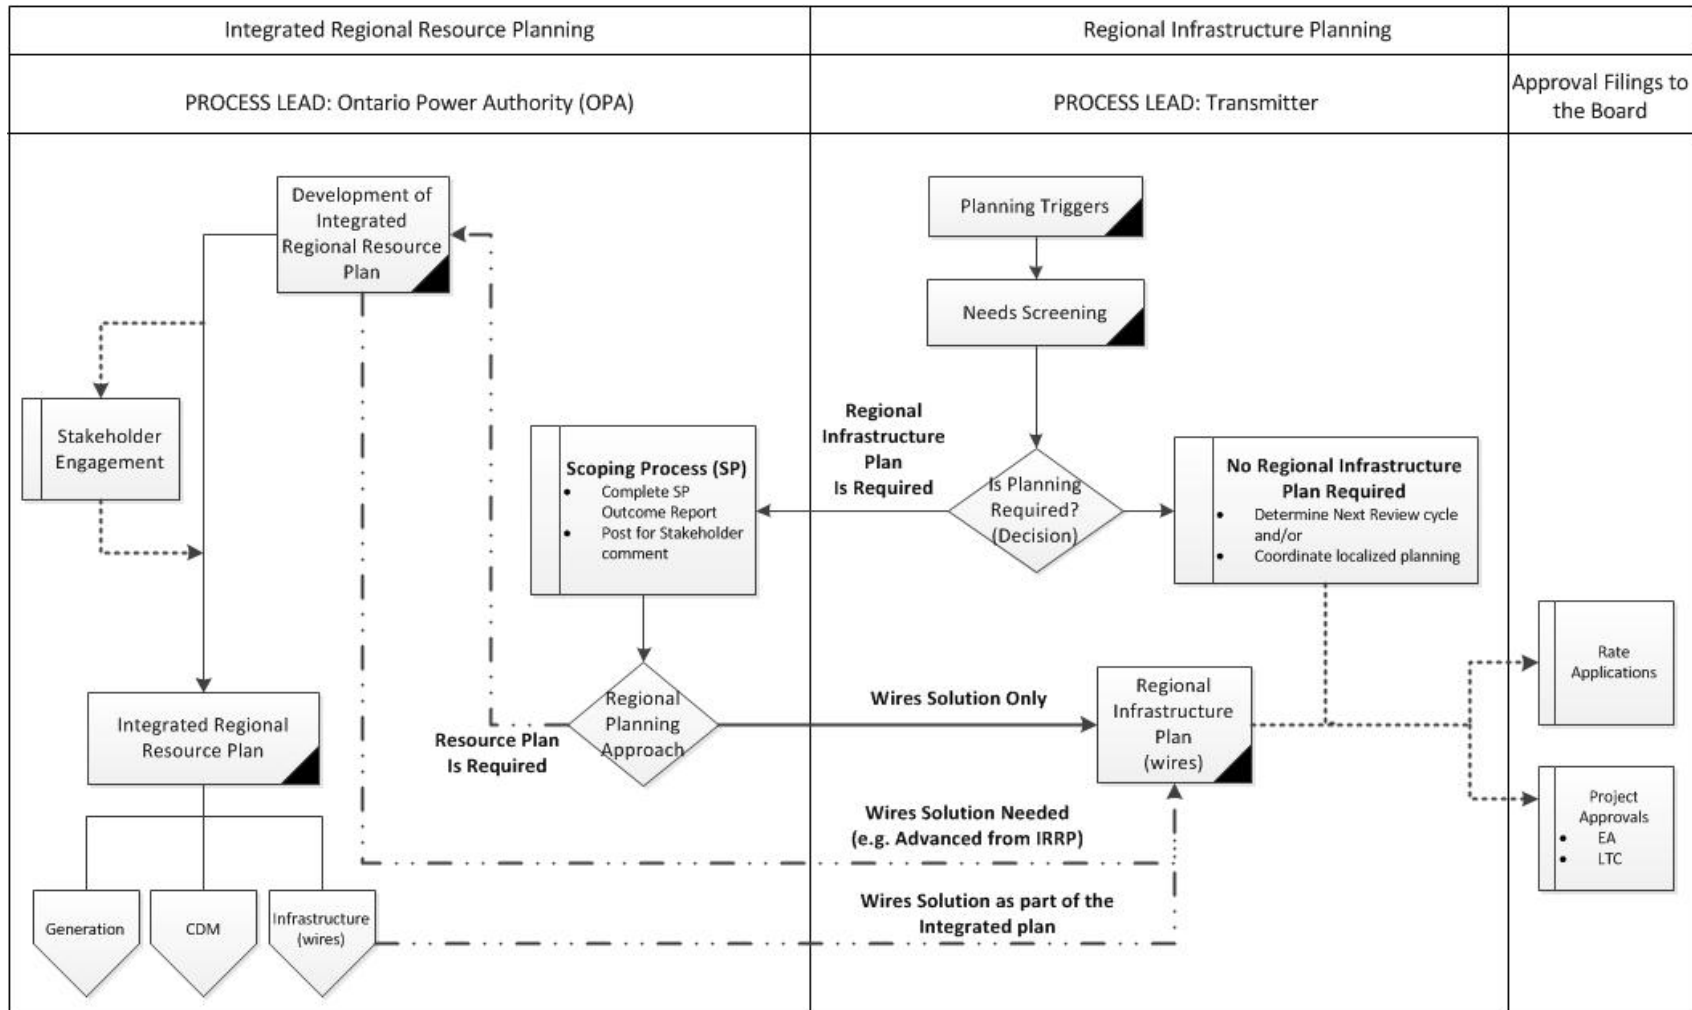 Integrated Regional Resource Planning
Regional Infrastructure Planning
PROCESS LEAD: Ontario Power Authority (OPA)
PROCESS LEAD: Transmitter
Approval Filings to
the Board
Development of
Integrated
Regional Resource
Plan
Planning Triggers
Needs Screening
Stakeholder
Engagement
Scoping Process (SP)
• Complete SP
Outcome Report
• Post for Stakeholder
comment
Regional
Infrastructure
Plan
Is Required
Is Planning
Required?
(Decision)
No Regional Infrastructure
Plan Required
• Determine Next Review cycle
and/or
• Coordinate localized planning
Integrated Regional
Resource Plan
Resource Plan
Is Required
Regional
Planning
Approach
Wires Solution Only
Regional
Infrastructure
Plan
(wires)
Rate
Applications
Wires Solution Needed
(e.g. Advanced from IRRP)
Project
Approvals
• EA
• LTC
Generation
CDM
Infrastructure
(wires)
Wires Solution as part of the
Integrated plan